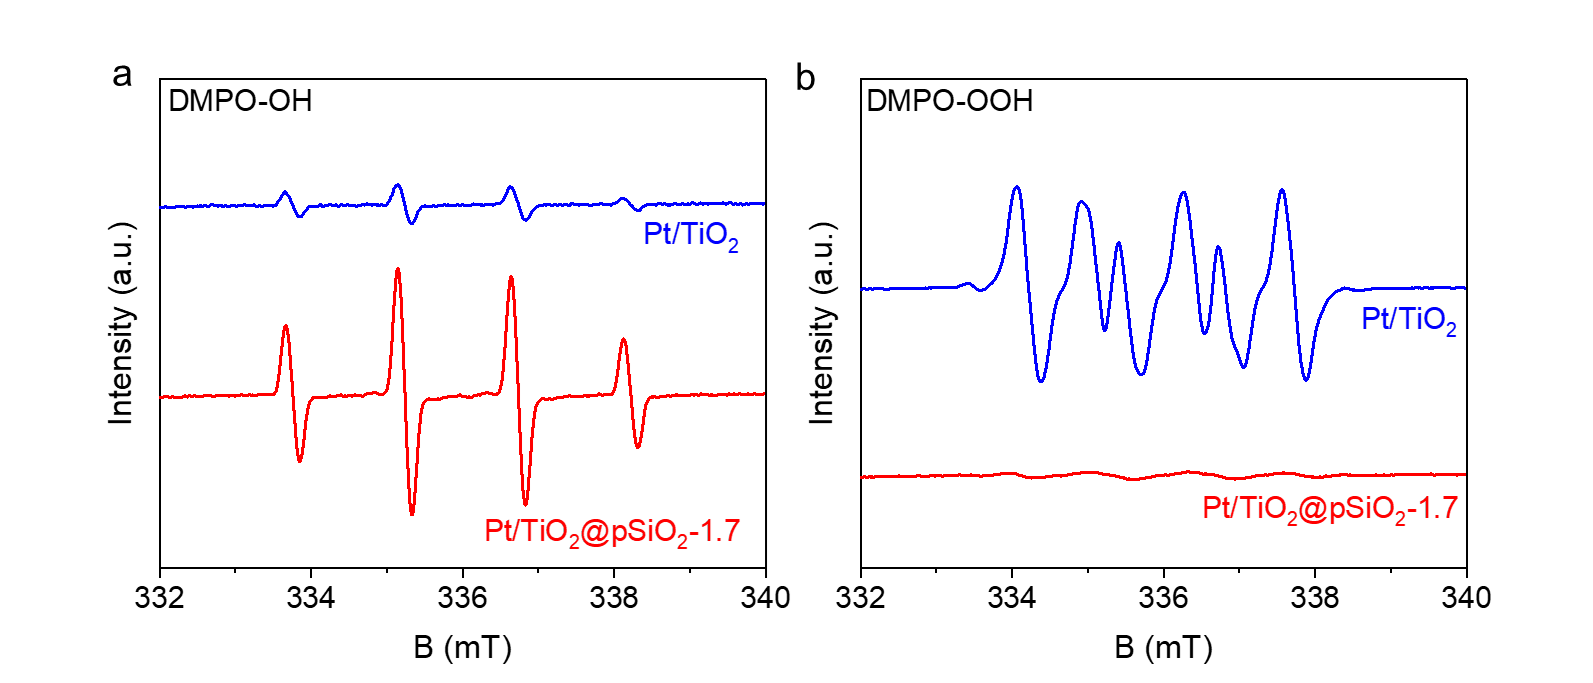 a
DMPO-OH
Pt/TiO₂
Pt/TiO₂@pSiO₂-1.7
Intensity (a.u.)
332 334 336 338 340
B (mT)
b
DMPO-OOH
Pt/TiO₂
Pt/TiO₂@pSiO₂-1.7
Intensity (a.u.)
332 334 336 338 340
B (mT)